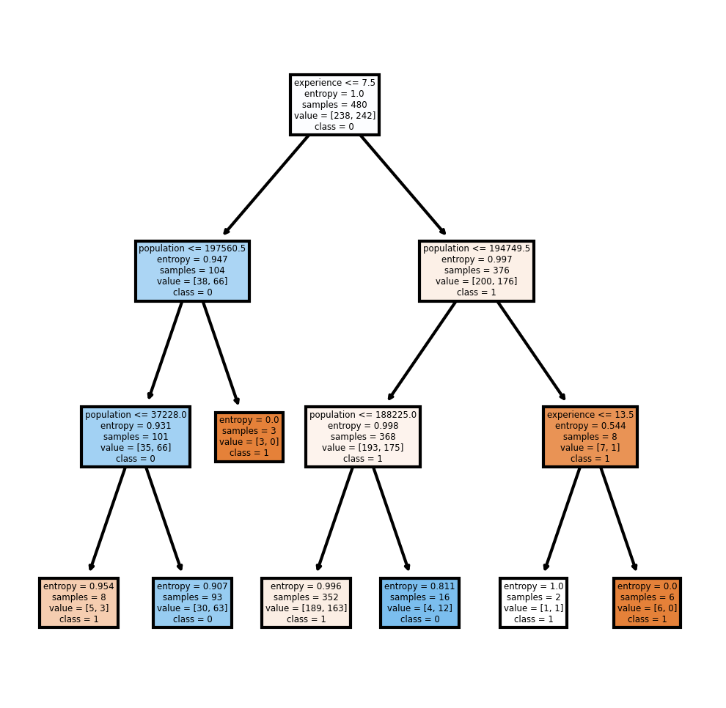 experience <= 7.5
entropy = 1.0
samples = 480
value = [238, 242]
class = 0
population <= 197560.5
entropy = 0.947
samples = 104
value = [38, 66]
class = 0
population <= 194749.5
entropy = 0.997
samples = 376
value = [200, 176]
class = 1
population <= 37228.0
entropy = 0.931
samples = 101
value = [35, 66]
class = 0
entropy = 0.0
samples = 3
value = [3, 0]
class = 1
population <= 188225.0
entropy = 0.998
samples = 368
value = [193, 175]
class = 1
experience <= 13.5
entropy = 0.544
samples = 8
value = [7, 1]
class = 1
entropy = 0.954
samples = 8
value = [5, 3]
class = 1
entropy = 0.907
samples = 93
value = [30, 63]
class = 0
entropy = 0.996
samples = 352
value = [189, 163]
class = 1
entropy = 0.811
samples = 16
value = [4, 12]
class = 0
entropy = 1.0
samples = 2
value = [1, 1]
class = 1
entropy = 0.0
samples = 6
value = [6, 0]
class = 1